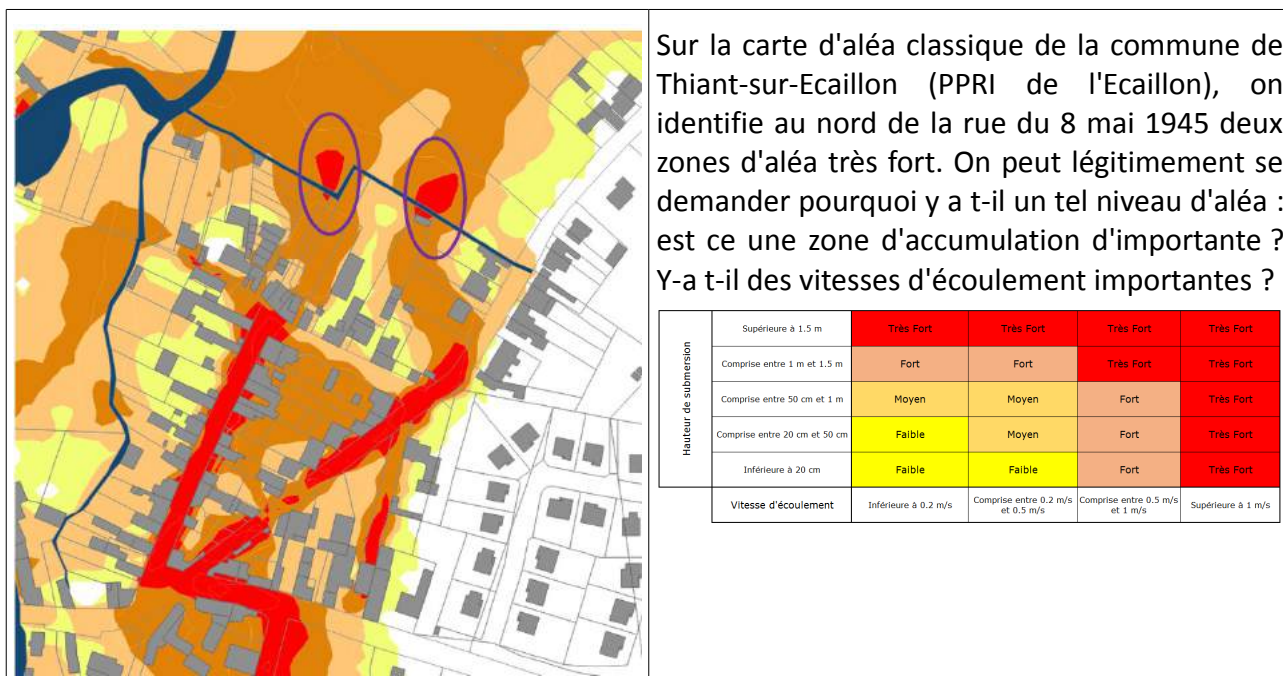 Sur la carte d'aléa classique de la commune de
Thiant-sur-Ecaillon (PPRI de l'Ecaillon), on
identifie au nord de la rue du 8 mai 1945 deux
zones d'aléa très fort. On peut légitimement se
demander pourquoi y a t-il un tel niveau d'aléa :
est ce une zone d'accumulation d'importante ?
Y-a t-il des vitesses d'écoulement importantes ?
Hauteur de submersion
Supérieure à 1.5 m Très Fort Très Fort Très Fort Très Fort
Comprise entre 1 m et 1.5 m Fort Fort Très Fort Très Fort
Comprise entre 50 cm et 1 m Moyen Moyen Fort Très Fort
Comprise entre 20 cm et 50 cm Faible Moyen Fort Très Fort
Inférieure à 20 cm Faible Faible Fort Très Fort
Vitesse d'écoulement Inférieure à 0.2 m/s Comprise entre 0.2 m/s et 0.5 m/s Comprise entre 0.5 m/s et 1 m/s Supérieure à 1 m/s